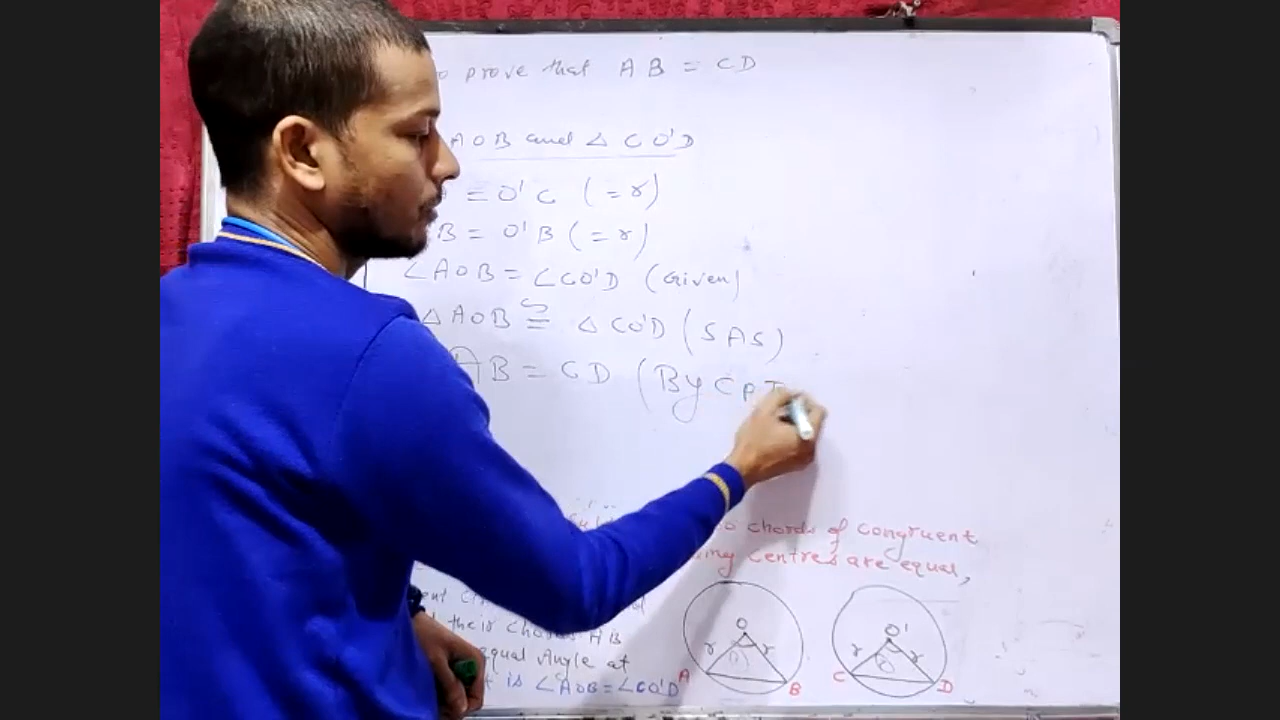 prove that AB = CD
AOB and △ CO'D
= O'C (= r)
B = O'B (= r)
∠AOB = ∠CO'D (Given)
△AOB ≅ △CO'D (SAS)
AB = CD (By CPT
chords of congruent
centres are equal,
their chords AB
equal Angle at
is ∠AOB = ∠CO'D
O
r r
A B
O'
r r
C D